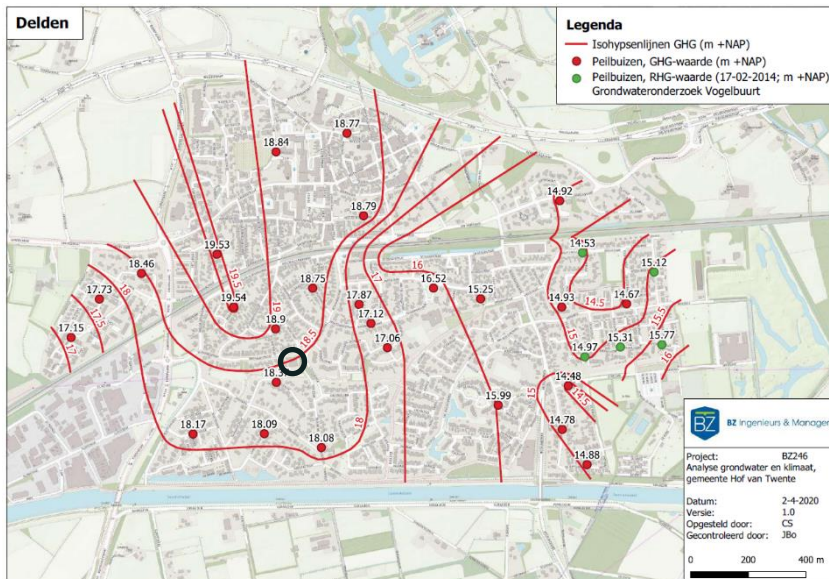 Delden
Legenda
Isohypsenlijnen GHG (m +NAP)
Peilbuizen, GHG-waarde (m +NAP)
Peilbuizen, RHG-waarde (17-02-2014; m +NAP)
Grondwateronderzoek Vogelbuurt
18.77
18.84
14.92
18.79
19.53
14.53
18.46
15.12
16
19.5
18.75
17
16.52
15.25
17.73
18
17.87
14.93
14.67
14.5
19.54
19
17.5
17.12
15.5
18.9
18.5
17.15
17.06
15
15.31
15.77
17
14.97
16
18.3
14.48
15
14.5
15.99
18
18.17
18.09
14.78
18.08
14.88
BZ
BZ Ingenieurs & Manager
Project: BZ246
Analyse grondwater en klimaat,
gemeente Hof van Twente
Datum: 2-4-2020
Versie: 1.0
Opgesteld door: CS
Gecontroleerd door: JBo
0 200 400 m